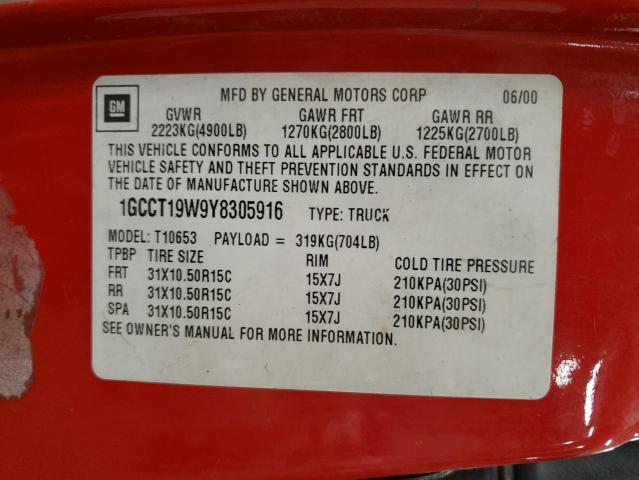 GM
MFD BY GENERAL MOTORS CORP 06/00
GVWR GAWR FRT GAWR RR
2223KG(4900LB) 1270KG(2800LB) 1225KG(2700LB)
THIS VEHICLE CONFORMS TO ALL APPLICABLE U.S. FEDERAL MOTOR
VEHICLE SAFETY AND THEFT PREVENTION STANDARDS IN EFFECT ON
THE DATE OF MANUFACTURE SHOWN ABOVE.
1GCCT19W9Y8305916 TYPE: TRUCK
MODEL: T10653 PAYLOAD = 319KG(704LB)
TPBP TIRE SIZE RIM COLD TIRE PRESSURE
FRT 31X10.50R15C 15X7J 210KPA(30PSI)
RR 31X10.50R15C 15X7J 210KPA(30PSI)
SPA 31X10.50R15C 15X7J 210KPA(30PSI)
SEE OWNER'S MANUAL FOR MORE INFORMATION.